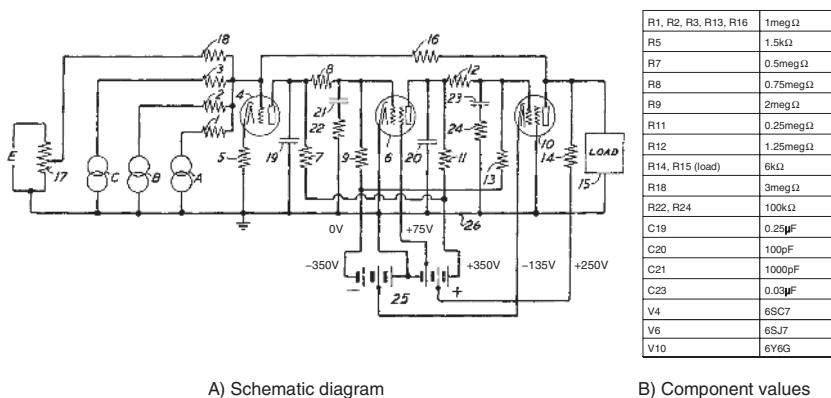 18
3
2
1
16
8
12
4
21
22
23
24
6
10
E
17
C
B
A
5
19
7
9
20
11
13
14
15
LOAD
26
0V
+75V
−350V
+350V
−135V
+250V
−
25
+
R1, R2, R3, R13, R16 1megΩ
R5 1.5kΩ
R7 0.5megΩ
R8 0.75megΩ
R9 2megΩ
R11 0.25megΩ
R12 1.25megΩ
R14, R15 (load) 6kΩ
R18 3megΩ
R22, R24 100kΩ
C19 0.25µF
C20 100pF
C21 1000pF
C23 0.03µF
V4 6SC7
V6 6SJ7
V10 6Y6G
A) Schematic diagram
B) Component values